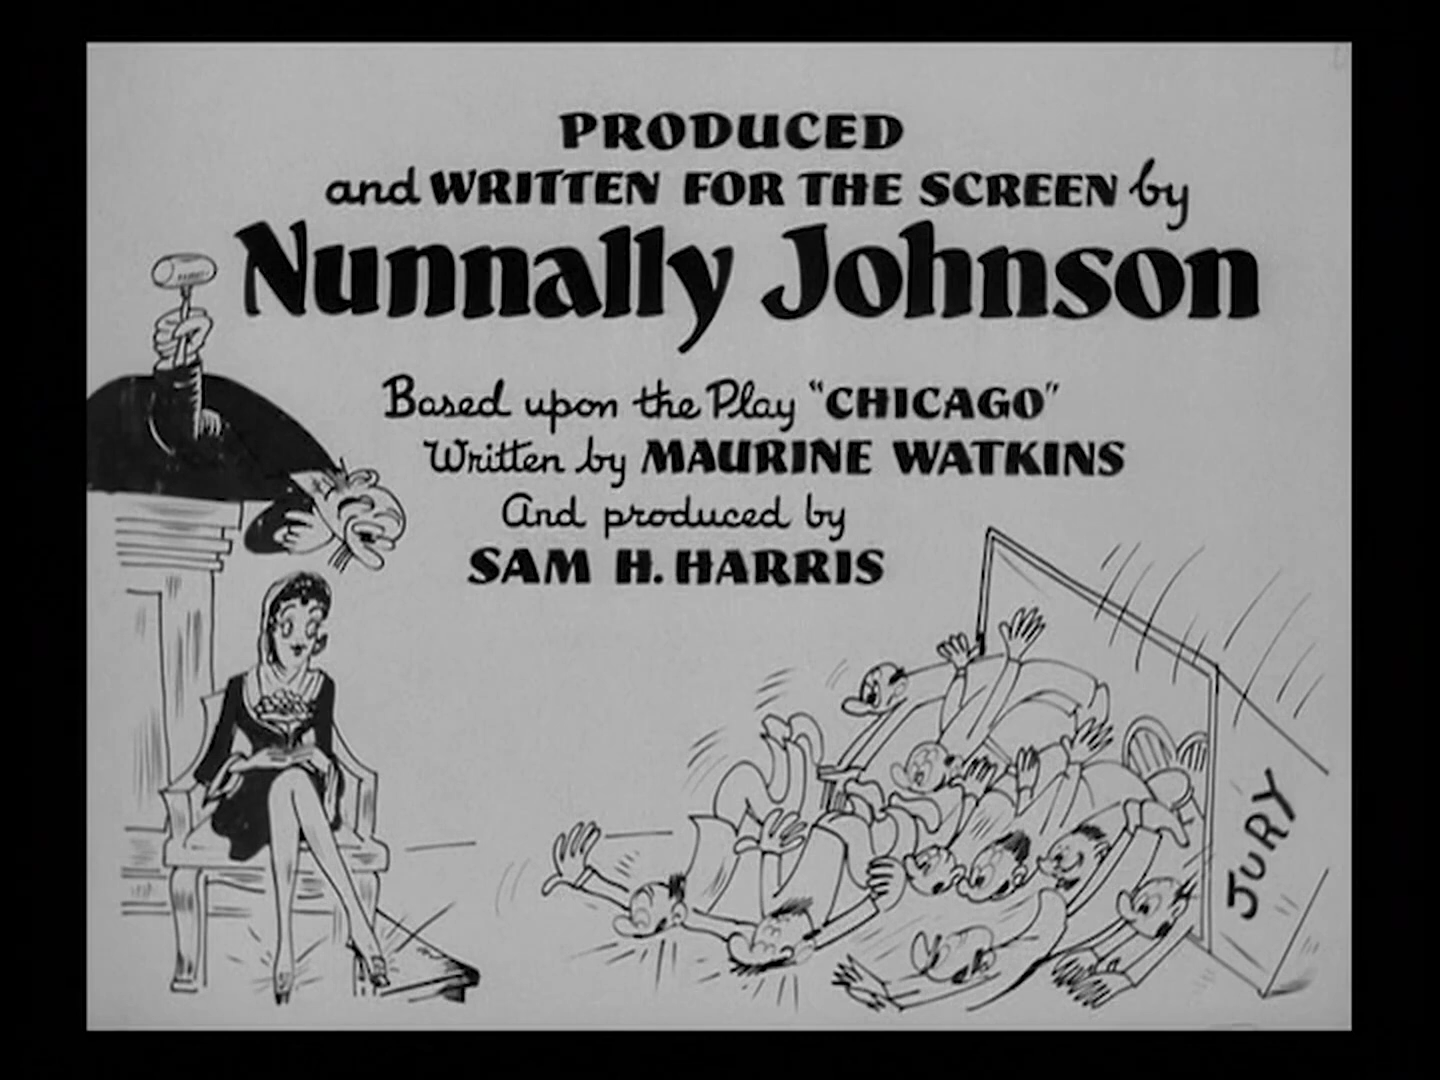 PRODUCED
and WRITTEN FOR THE SCREEN by
Nunnally Johnson
Based upon the Play "CHICAGO"
Written by MAURINE WATKINS
And produced by
SAM H. HARRIS
JURY